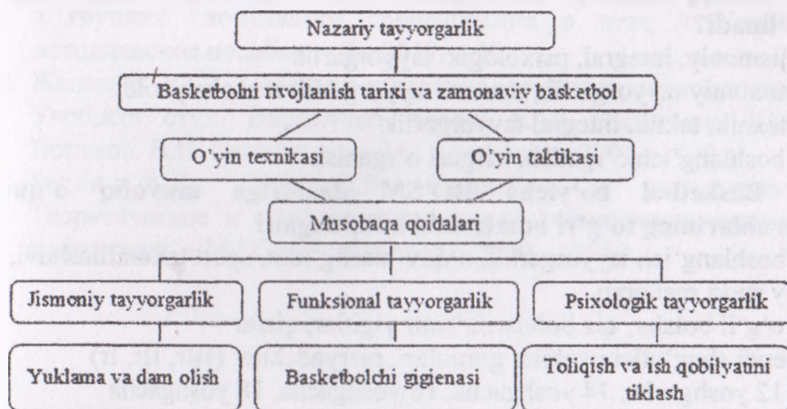 Nazariy tayyorgarlik
Basketbolni rivojlanish tarixi va zamonaviy basketbol
O'yin texnikasi
O'yin taktikasi
Musobaqa qoidalari
Jismoniy tayyorgarlik
Funksional tayyorgarlik
Psixologik tayyorgarlik
Yuklama va dam olish
Basketbolchi gigienasi
Toliqish va ish qobilyatini
tiklash